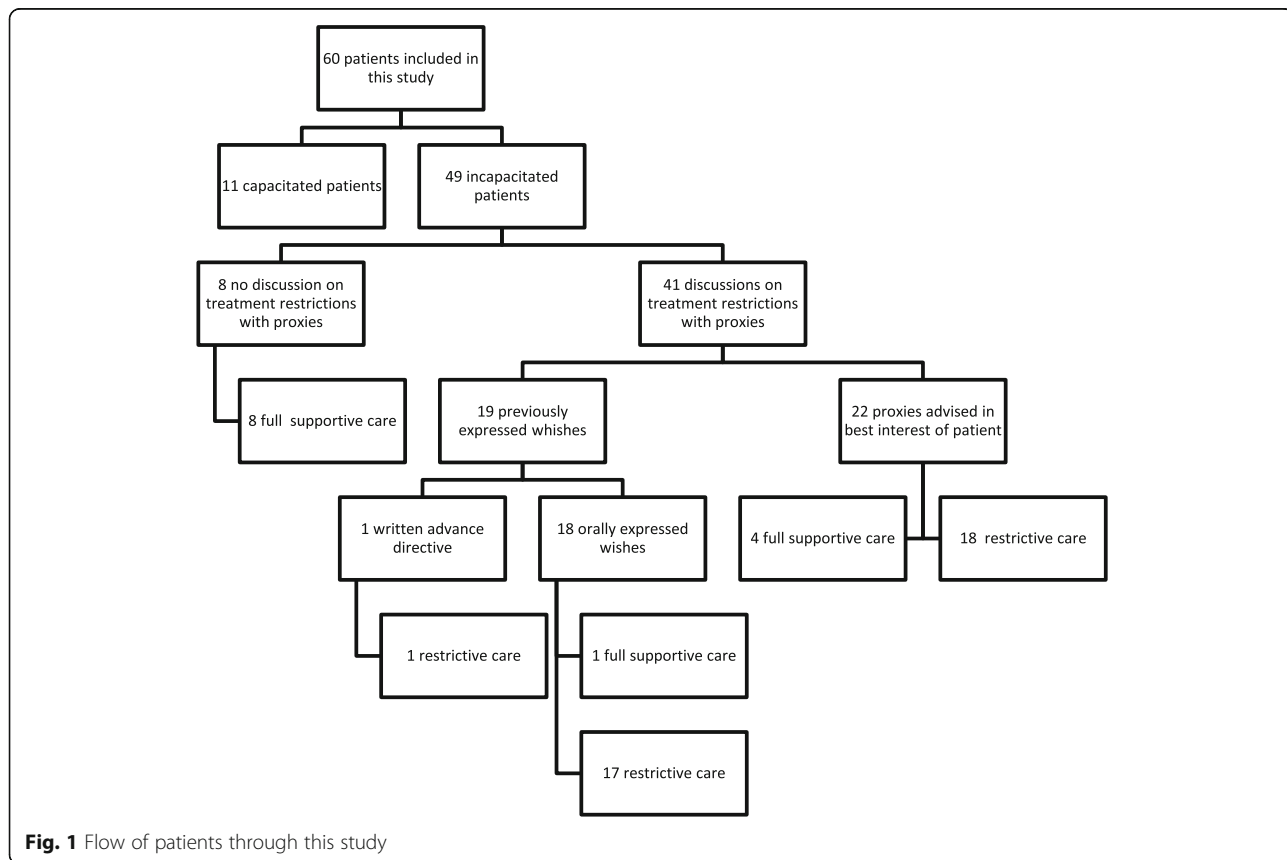 60 patients included in
this study
11 capacitated patients
49 incapacitated
patients
8 no discussion on
treatment restrictions
with proxies
41 discussions on
treatment restrictions
with proxies
8 full supportive care
19 previously
expressed whishes
22 proxies advised in
best interest of patient
1 written advance
directive
18 orally expressed
wishes
4 full supportive care
18 restrictive care
1 restrictive care
1 full supportive care
17 restrictive care
Fig. 1 Flow of patients through this study